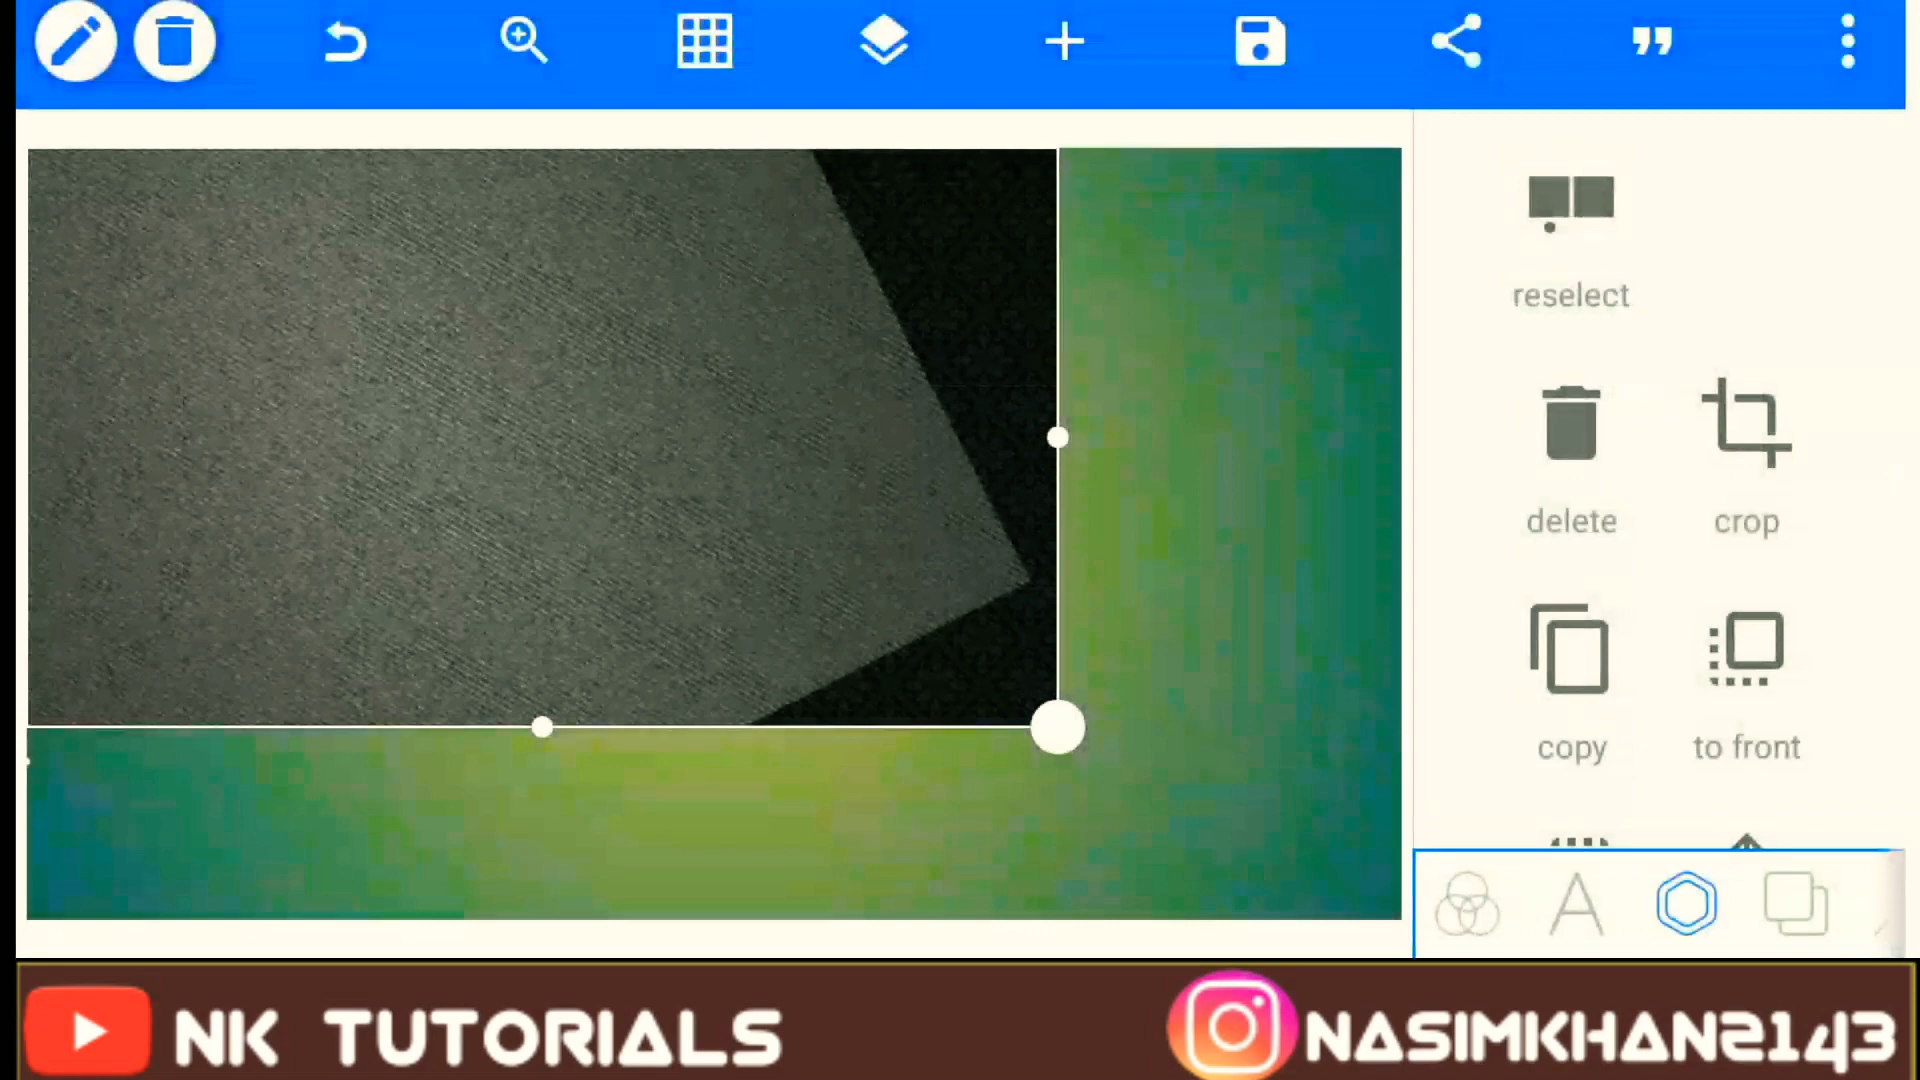 reselect
delete
crop
copy
to front
NK TUTORIALS
NASIMKHAN2143